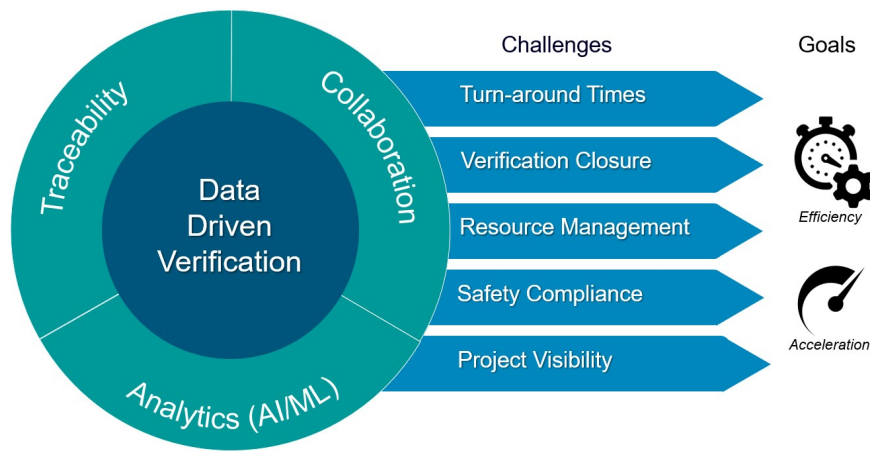 Traceability
Collaboration
Data
Driven
Verification
Analytics (AI/ML)
Challenges
Turn-around Times
Verification Closure
Resource Management
Safety Compliance
Project Visibility
Goals
Efficiency
Acceleration